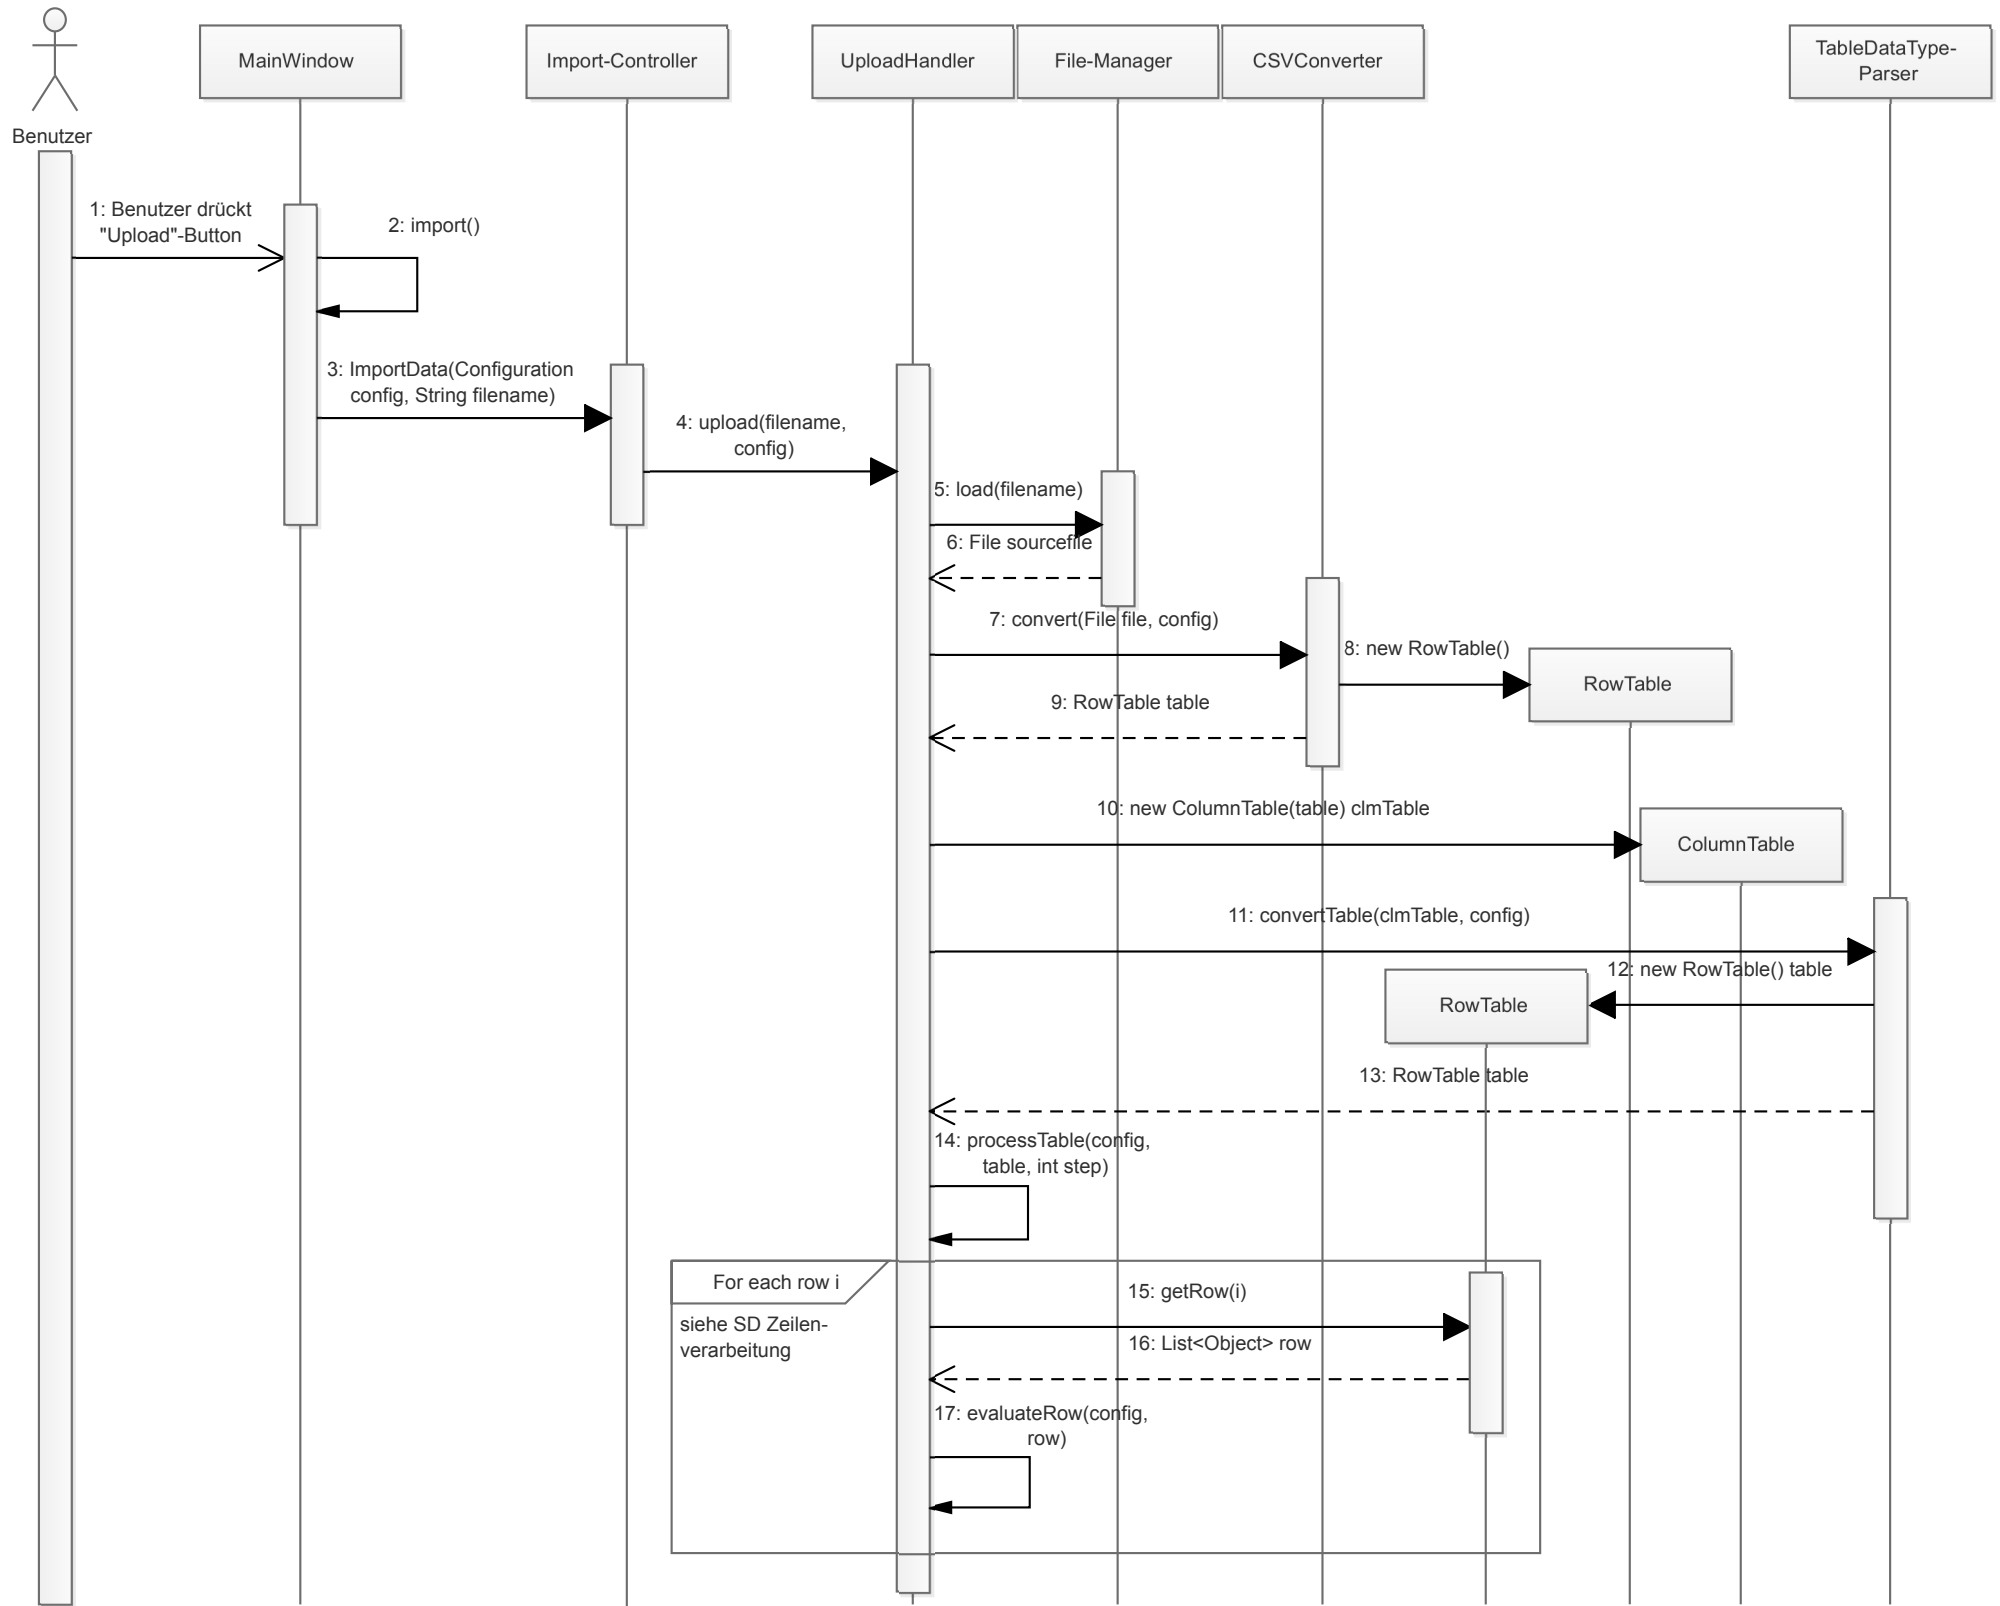 MainWindow
Import-Controller
UploadHandler
File-Manager
CSVConverter
TableDataType-
Parser
Benutzer
1: Benutzer drückt
"Upload"-Button
2: import()
3: ImportData(Configuration
config, String filename)
4: upload(filename,
config)
5: load(filename)
6: File sourcefile
7: convert(File file, config)
8: new RowTable()
RowTable
9: RowTable table
10: new ColumnTable(table) clmTable
ColumnTable
11: convertTable(clmTable, config)
12: new RowTable() table
RowTable
13: RowTable table
14: processTable(config,
table, int step)
For each row i
siehe SD Zeilen-
verarbeitung
15: getRow(i)
16: List<Object> row
17: evaluateRow(config,
row)